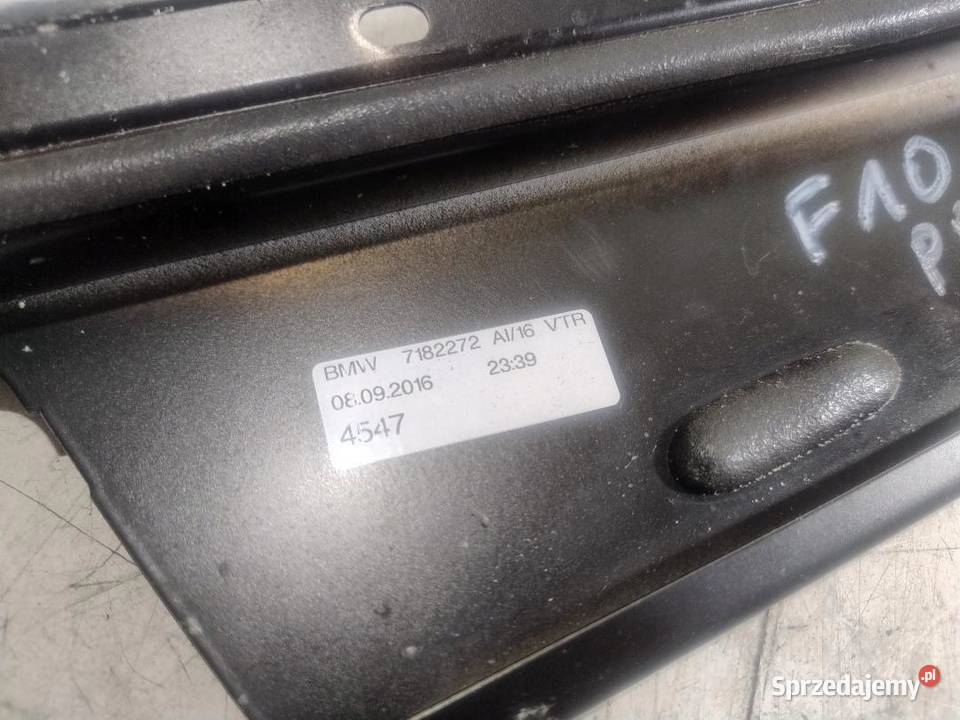 F10
P
BMW 7182272 AI/16 VTR
08.09.2016 23:39
4547
Sprzedajemy.pl